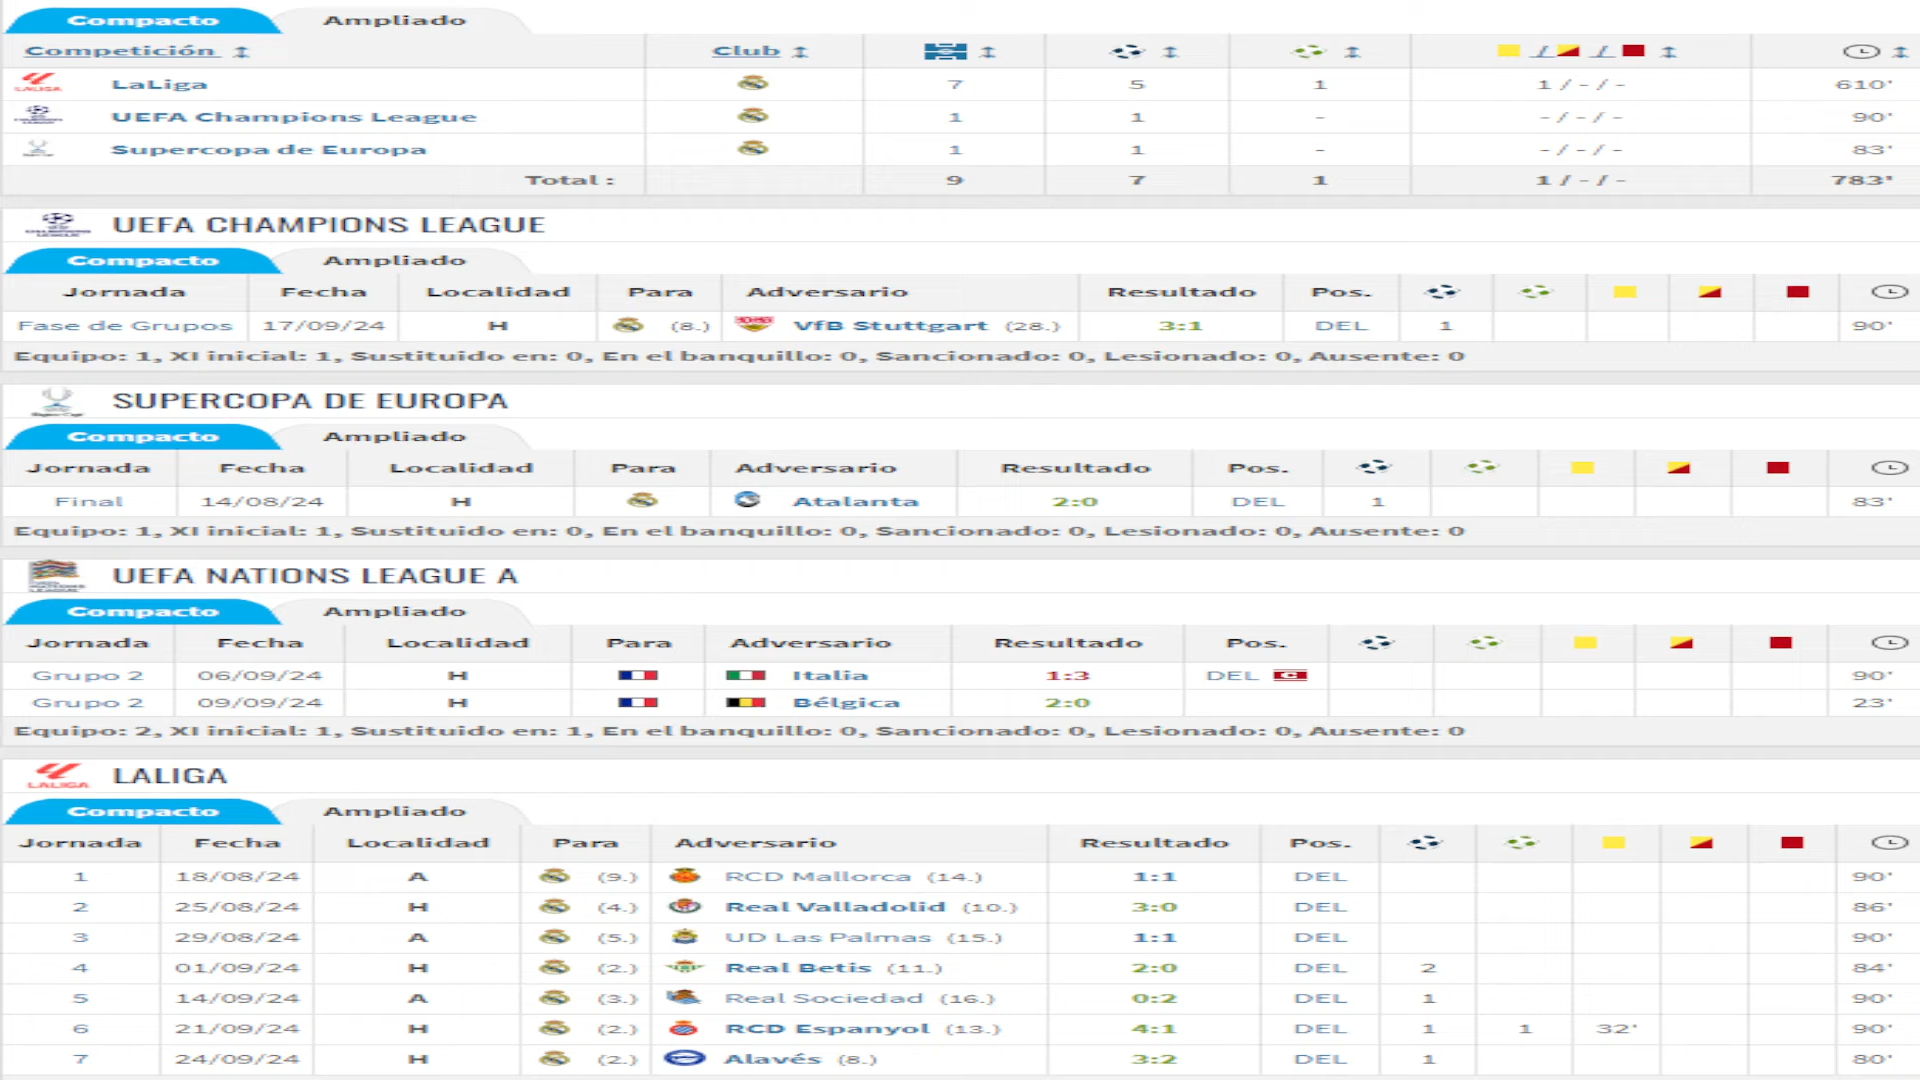 Compacto Ampliado
Competición Club
LaLiga 7 5 1 1 / - / - 610'
UEFA Champions League 1 1 - - / - / - 90'
Supercopa de Europa 1 1 - - / - / - 83'
Total : 9 7 1 1 / - / - 783'
UEFA CHAMPIONS LEAGUE
Compacto Ampliado
Jornada Fecha Localidad Para Adversario Resultado Pos.
Fase de Grupos 17/09/24 H (8.) VfB Stuttgart (28.) 3:1 DEL 1 90'
Equipo: 1, XI inicial: 1, Sustituido en: 0, En el banquillo: 0, Sancionado: 0, Lesionado: 0, Ausente: 0
SUPERCOPA DE EUROPA
Compacto Ampliado
Jornada Fecha Localidad Para Adversario Resultado Pos.
Final 14/08/24 H Atalanta 2:0 DEL 1 83'
Equipo: 1, XI inicial: 1, Sustituido en: 0, En el banquillo: 0, Sancionado: 0, Lesionado: 0, Ausente: 0
UEFA NATIONS LEAGUE A
Compacto Ampliado
Jornada Fecha Localidad Para Adversario Resultado Pos.
Grupo 2 06/09/24 H Italia 1:3 DEL C 90'
Grupo 2 09/09/24 H Bélgica 2:0 23'
Equipo: 2, XI inicial: 1, Sustituido en: 1, En el banquillo: 0, Sancionado: 0, Lesionado: 0, Ausente: 0
LALIGA LALIGA
Compacto Ampliado
Jornada Fecha Localidad Para Adversario Resultado Pos.
1 18/08/24 A (9.) RCD Mallorca (14.) 1:1 DEL 90'
2 25/08/24 H (4.) Real Valladolid (10.) 3:0 DEL 86'
3 29/08/24 A (5.) UD Las Palmas (15.) 1:1 DEL 90'
4 01/09/24 H (2.) Real Betis (11.) 2:0 DEL 2 84'
5 14/09/24 A (3.) Real Sociedad (16.) 0:2 DEL 1 90'
6 21/09/24 H (2.) RCD Espanyol (13.) 4:1 DEL 1 1 32' 90'
7 24/09/24 H (2.) Alavés (8.) 3:2 DEL 1 80'